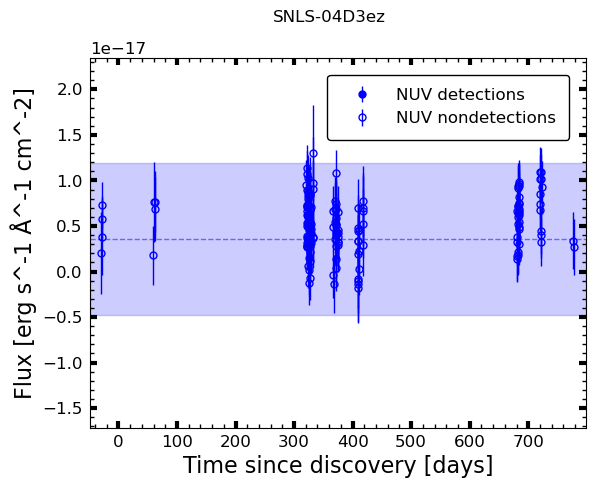 SNLS-04D3ez
1e−17
NUV detections
NUV nondetections
2.0
1.5
1.0
0.5
0.0
−0.5
−1.0
−1.5
Flux [erg s^-1 Å^-1 cm^-2]
0 100 200 300 400 500 600 700
Time since discovery [days]